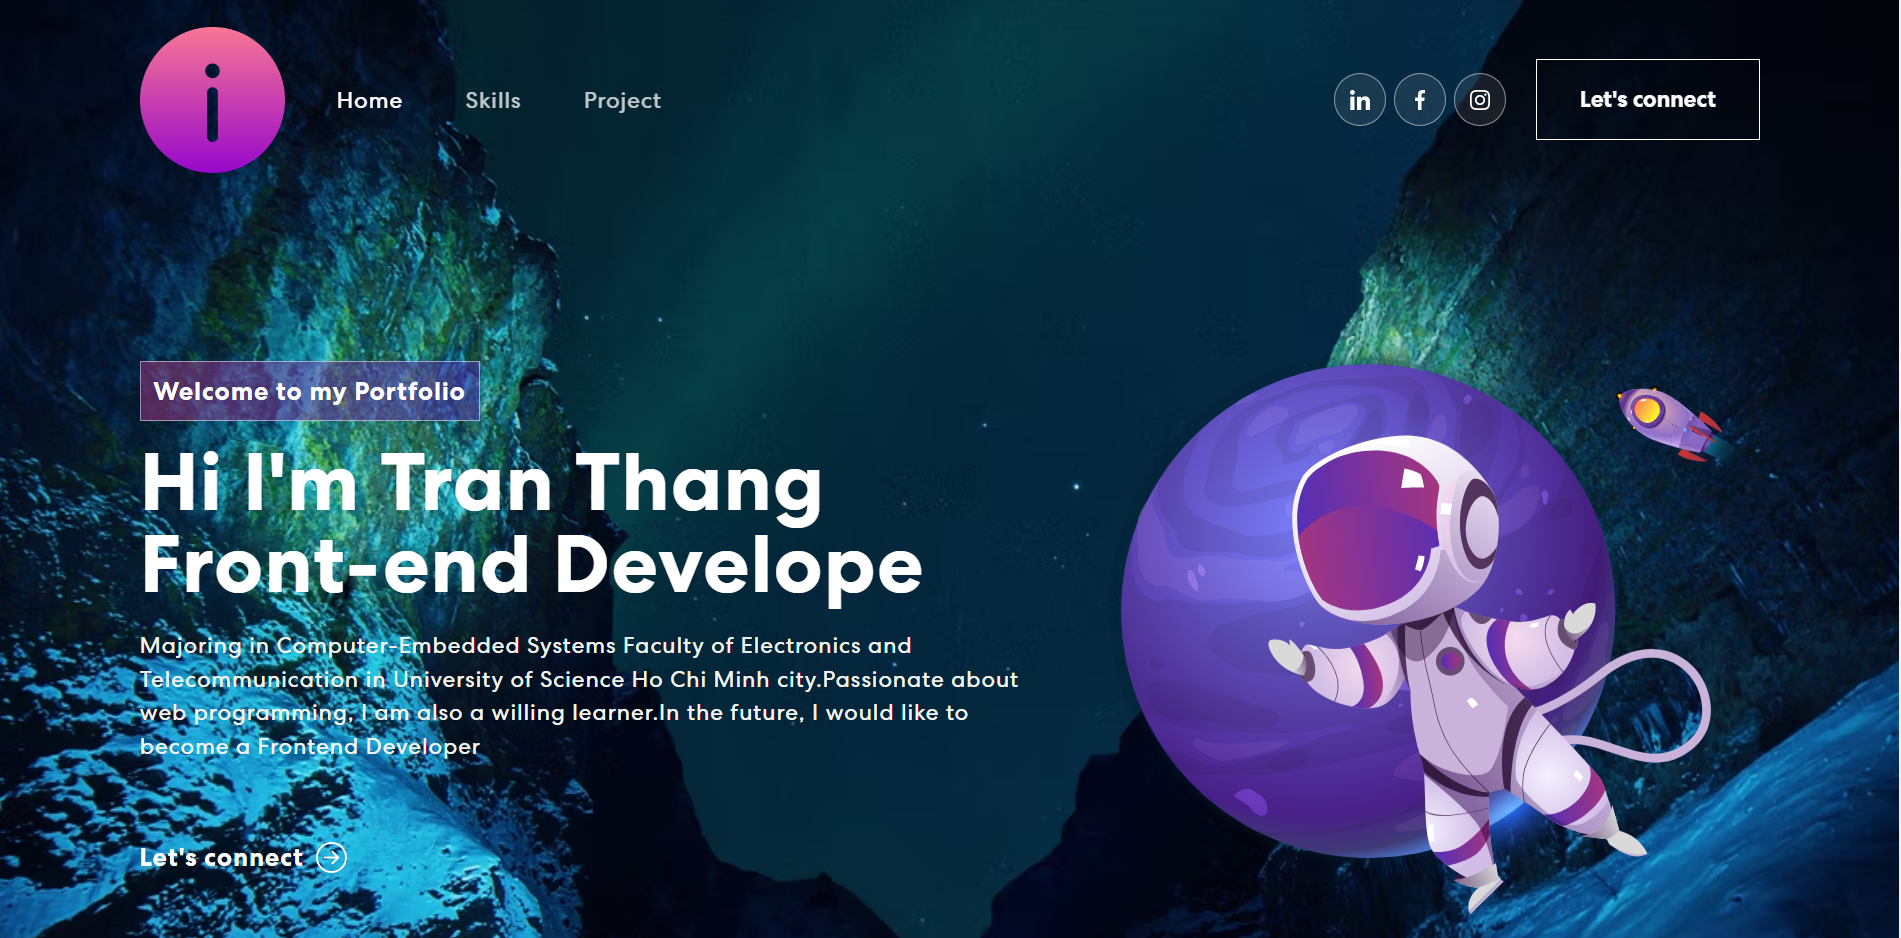 i
Home
Skills
Project
in
f
Let's connect
Welcome to my Portfolio
Hi I'm Tran Thang
Front-end Develope
Majoring in Computer-Embedded Systems Faculty of Electronics and
Telecommunication in University of Science Ho Chi Minh city.Passionate about
web programming, I am also a willing learner.In the future, I would like to
become a Frontend Developer
Let's connect